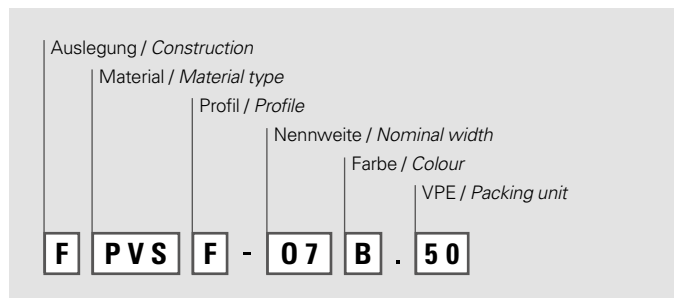 Auslegung / Construction
Material / Material type
Profil / Profile
Nennweite / Nominal width
Farbe / Colour
VPE / Packing unit
F PVS F - 07 B . 50